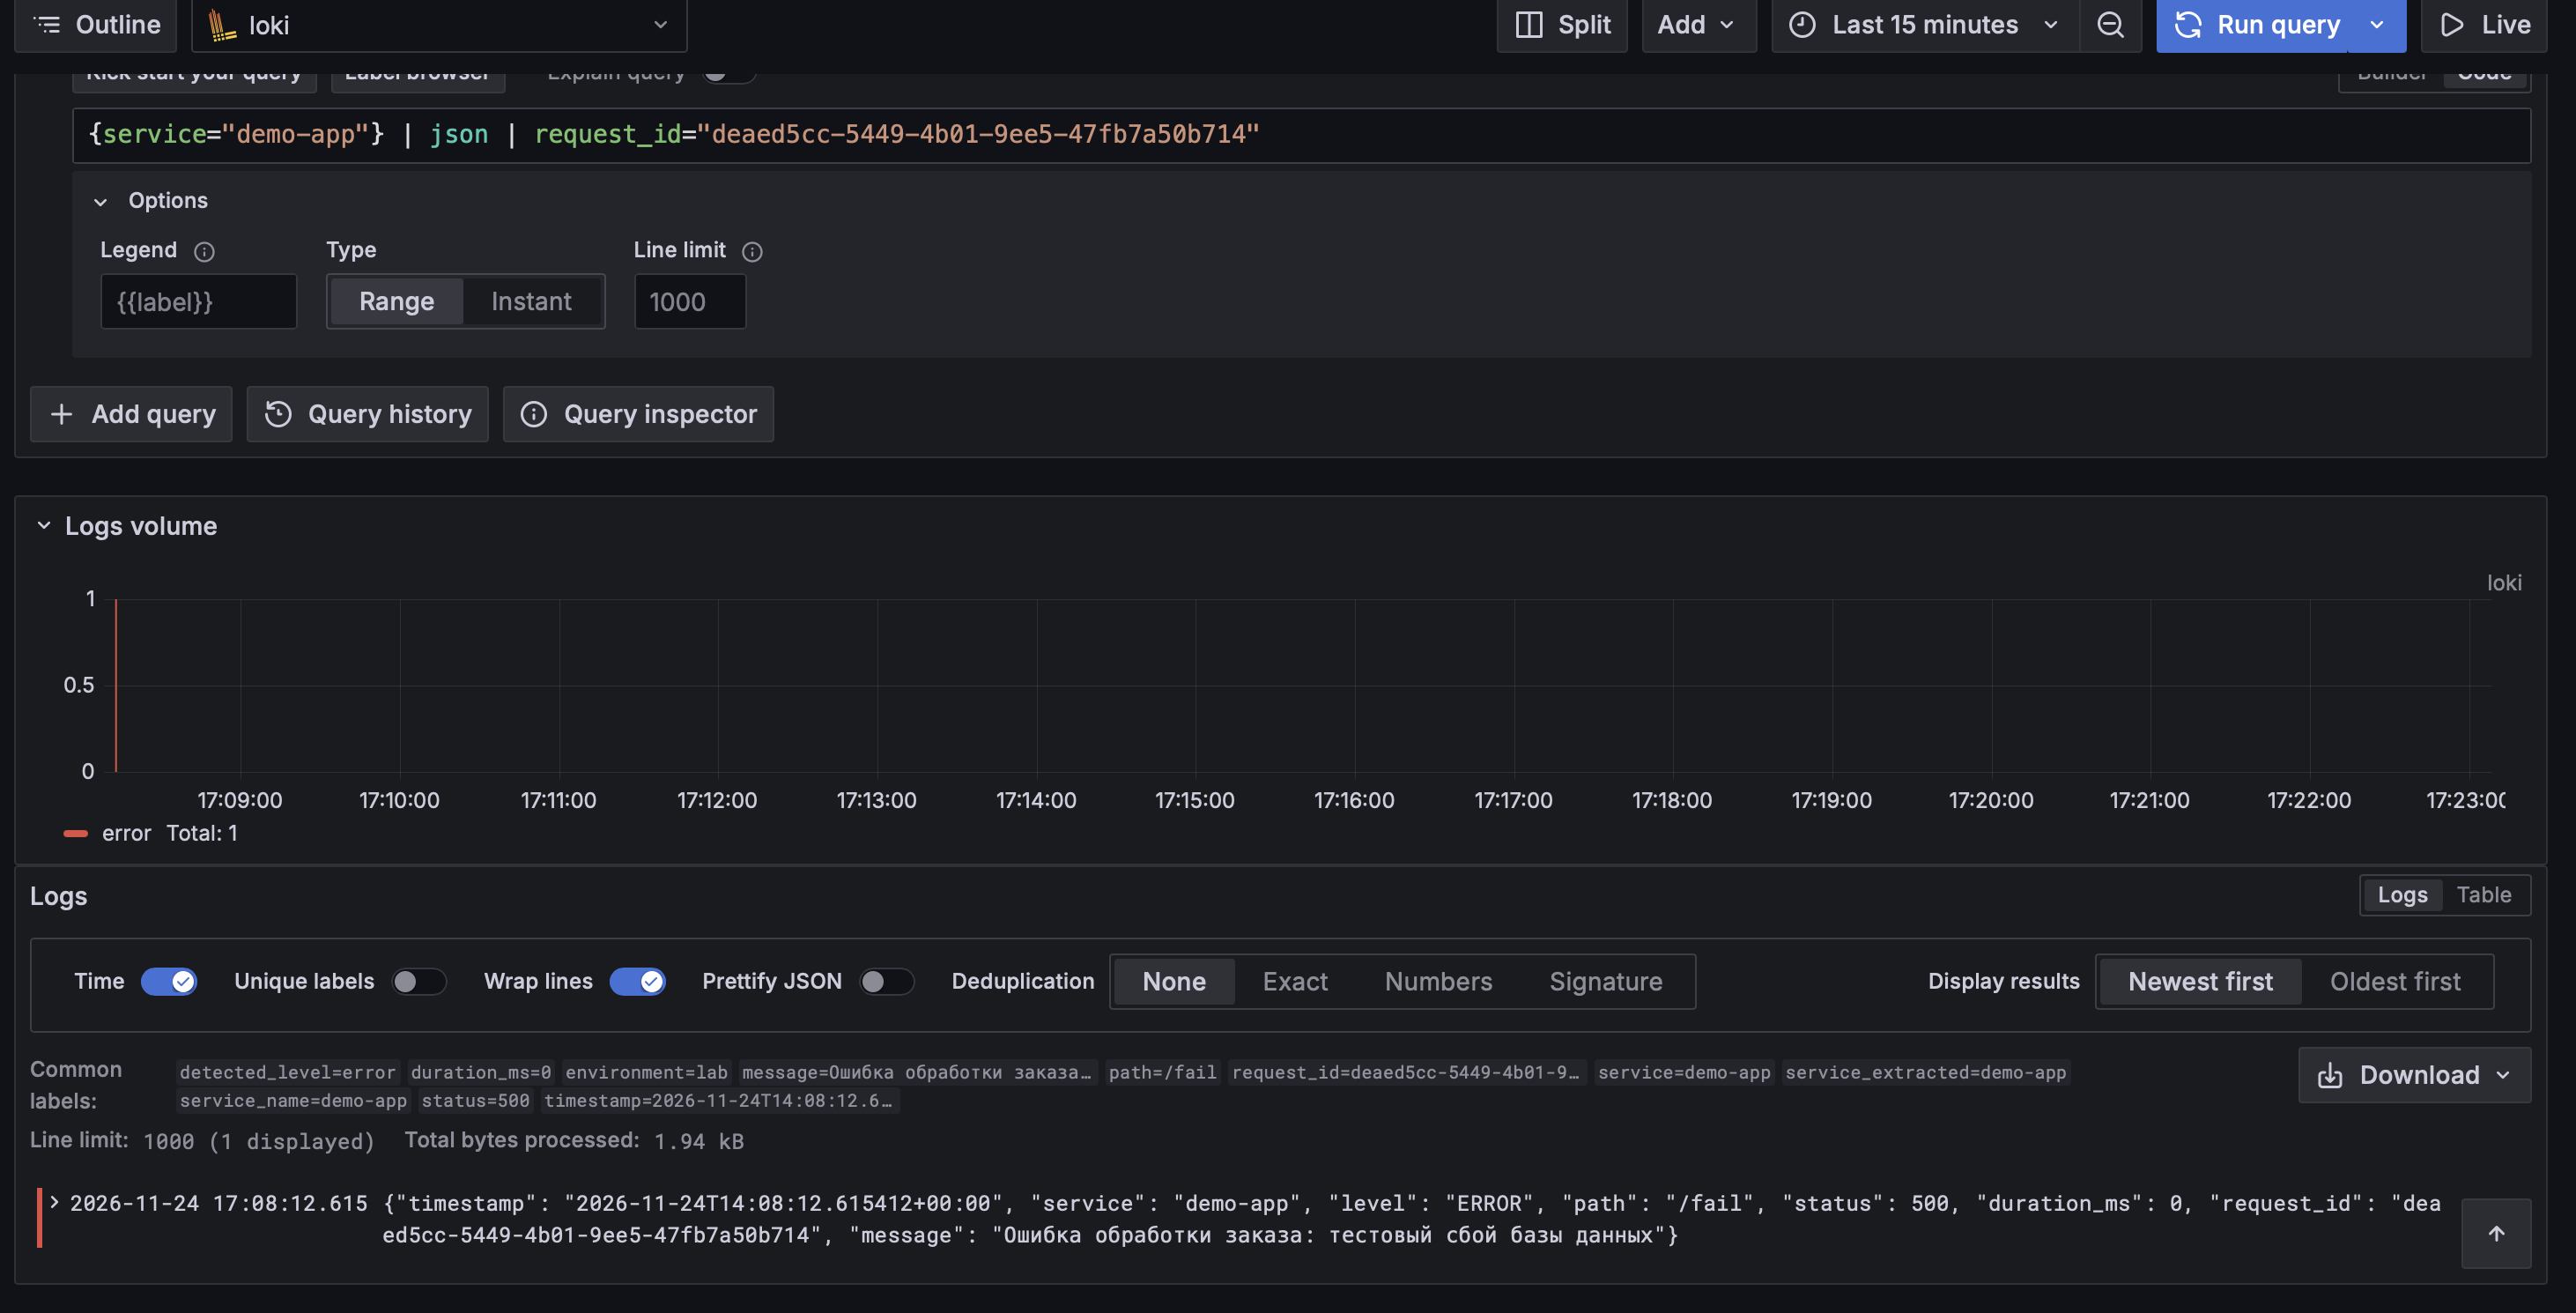 Outline loki Split Add Last 15 minutes Run query Live
Kick start your query Label browser Explain query Builder Code
{service="demo-app"} | json | request_id="deaed5cc-5449-4b01-9ee5-47fb7a50b714"
Options
Legend Type Line limit
{{label}} Range Instant 1000
Add query Query history Query inspector
Logs volume
loki
1
0.5
0
17:09:00 17:10:00 17:11:00 17:12:00 17:13:00 17:14:00 17:15:00 17:16:00 17:17:00 17:18:00 17:19:00 17:20:00 17:21:00 17:22:00 17:23:00
error Total: 1
Logs Logs Table
Time Unique labels Wrap lines Prettify JSON Deduplication None Exact Numbers Signature Display results Newest first Oldest first
Common detected_level=error duration_ms=0 environment=lab message=Ошибка обработки заказа… path=/fail request_id=deaed5cc-5449-4b01-9… service=demo-app service_extracted=demo-app Download
labels: service_name=demo-app status=500 timestamp=2026-11-24T14:08:12.6…
Line limit: 1000 (1 displayed) Total bytes processed: 1.94 kB
2026-11-24 17:08:12.615 {"timestamp": "2026-11-24T14:08:12.615412+00:00", "service": "demo-app", "level": "ERROR", "path": "/fail", "status": 500, "duration_ms": 0, "request_id": "dea
ed5cc-5449-4b01-9ee5-47fb7a50b714", "message": "Ошибка обработки заказа: тестовый сбой базы данных"}